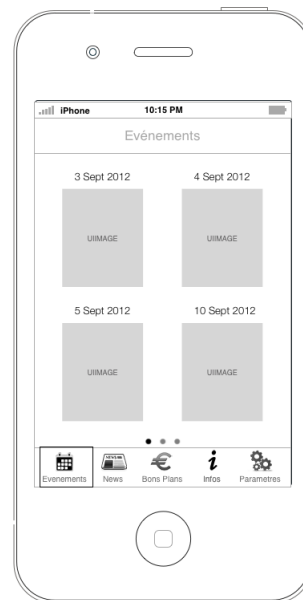 iPhone 10:15 PM
Evénements
3 Sept 2012 4 Sept 2012
UIIMAGE UIIMAGE
5 Sept 2012 10 Sept 2012
UIIMAGE UIIMAGE
NEWS
Evenements News Bons Plans Infos Parametres